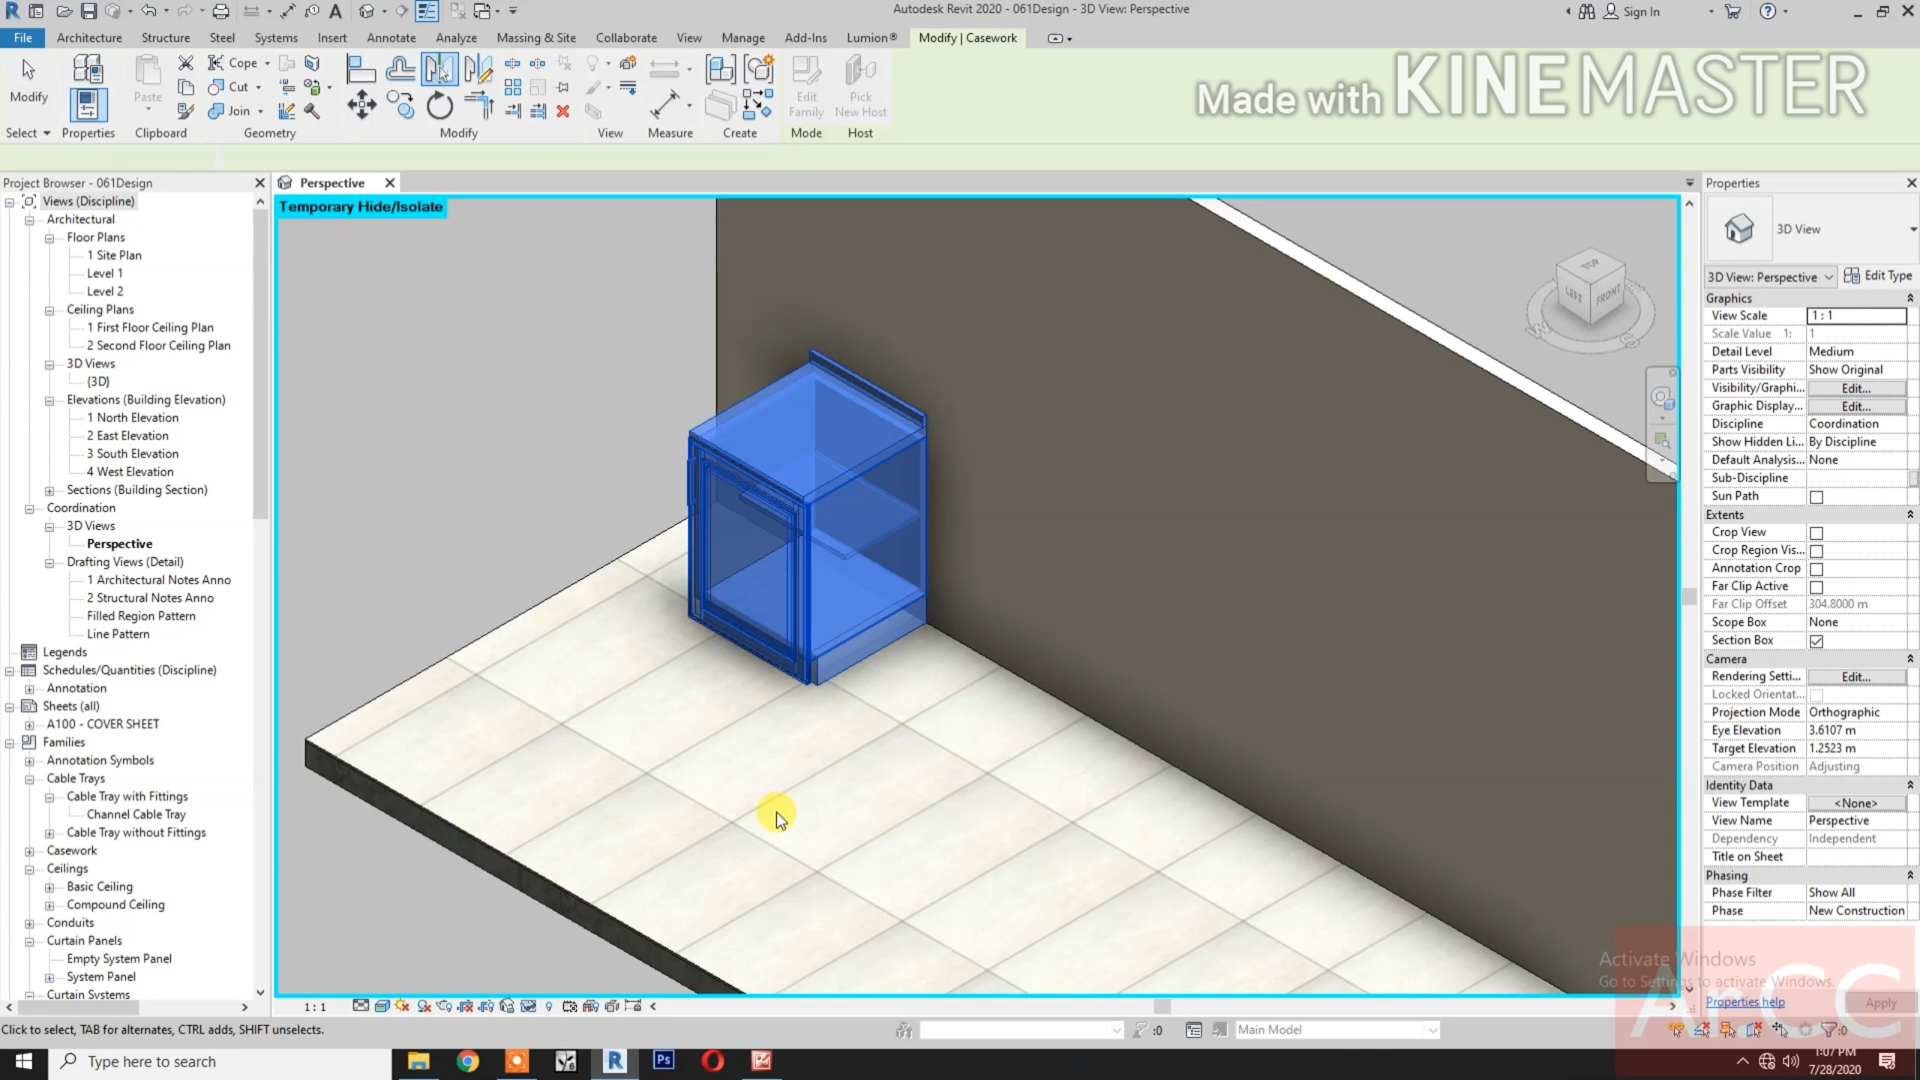 Autodesk Revit 2020 - 061Design - 3D View: Perspective
Sign In
File Architecture Structure Steel Systems Insert Annotate Analyze Massing & Site Collaborate View Manage Add-Ins Lumion® Modify | Casework
Modify
Select
Properties
Paste
Clipboard
Cope
Cut
Join
Geometry
Modify
View
Measure
Create
Edit
Family
Mode
Pick
New Host
Host
Made with KINEMASTER
Project Browser - 061Design
Views (Discipline)
Architectural
Floor Plans
1 Site Plan
Level 1
Level 2
Ceiling Plans
1 First Floor Ceiling Plan
2 Second Floor Ceiling Plan
3D Views
{3D}
Elevations (Building Elevation)
1 North Elevation
2 East Elevation
3 South Elevation
4 West Elevation
Sections (Building Section)
Coordination
3D Views
Perspective
Drafting Views (Detail)
1 Architectural Notes Anno
2 Structural Notes Anno
Filled Region Pattern
Line Pattern
Legends
Schedules/Quantities (Discipline)
Annotation
Sheets (all)
A100 - COVER SHEET
Families
Annotation Symbols
Cable Trays
Cable Tray with Fittings
Channel Cable Tray
Cable Tray without Fittings
Casework
Ceilings
Basic Ceiling
Compound Ceiling
Conduits
Curtain Panels
Empty System Panel
System Panel
Curtain Systems
Perspective
Temporary Hide/Isolate
TOP
LEFT
FRONT
W
S
1 : 1
Properties
3D View
3D View: Perspective Edit Type
Graphics
View Scale 1 : 1
Scale Value 1: 1
Detail Level Medium
Parts Visibility Show Original
Visibility/Graphi... Edit...
Graphic Display... Edit...
Discipline Coordination
Show Hidden Li... By Discipline
Default Analysis... None
Sub-Discipline
Sun Path
Extents
Crop View
Crop Region Vis...
Annotation Crop
Far Clip Active
Far Clip Offset 304.8000 m
Scope Box None
Section Box
Camera
Rendering Setti... Edit...
Locked Orientat...
Projection Mode Orthographic
Eye Elevation 3.6107 m
Target Elevation 1.2523 m
Camera Position Adjusting
Identity Data
View Template <None>
View Name Perspective
Dependency Independent
Title on Sheet
Phasing
Phase Filter Show All
Phase New Construction
Activate Windows
Go to Settings to activate Windows.
Properties help
Apply
ArCC
Click to select, TAB for alternates, CTRL adds, SHIFT unselects.
:0
Main Model
:0
Type here to search
R
Ps
1:07 PM
7/28/2020